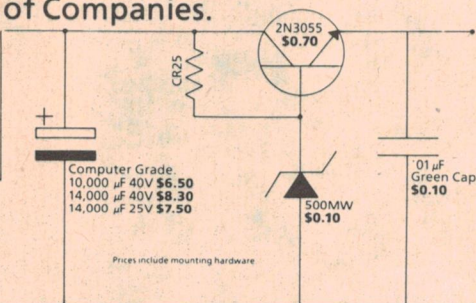 of Companies.
2N3055
$0.70
CR25
+
Computer Grade.
10,000 µF 40V $6.50
14,000 µF 40V $8.30
14,000 µF 25V $7.50
500MW
$0.10
.01 µF
Green Cap
$0.10
Prices include mounting hardware